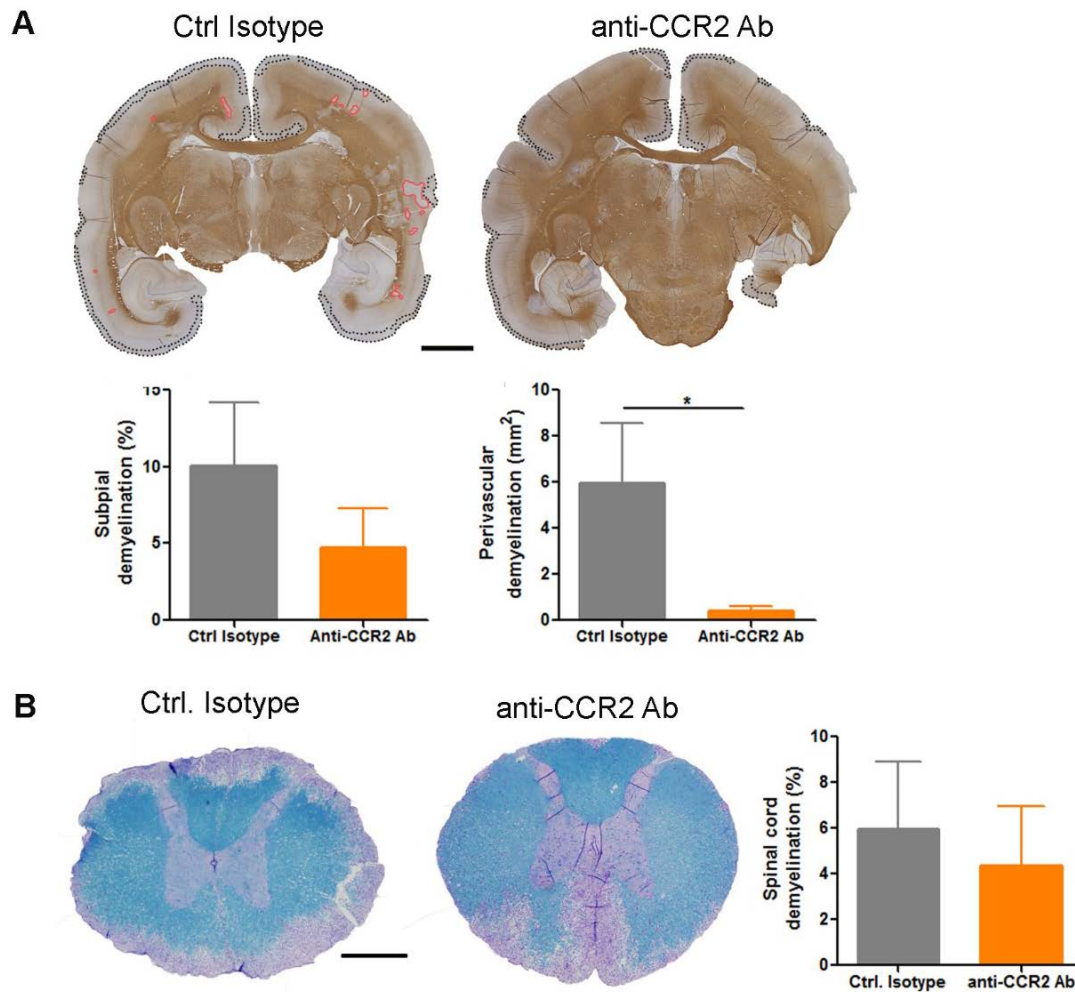 A
Ctrl Isotype
anti-CCR2 Ab
15
10
5
0
Subpial
demyelination (%)
Ctrl Isotype
Anti-CCR2 Ab
10
8
6
4
2
0
Perivascular
demyelination (mm²)
*
Ctrl Isotype
Anti-CCR2 Ab
B
Ctrl. Isotype
anti-CCR2 Ab
10
8
6
4
2
0
Spinal cord
demyelination (%)
Ctrl. Isotype
anti-CCR2 Ab